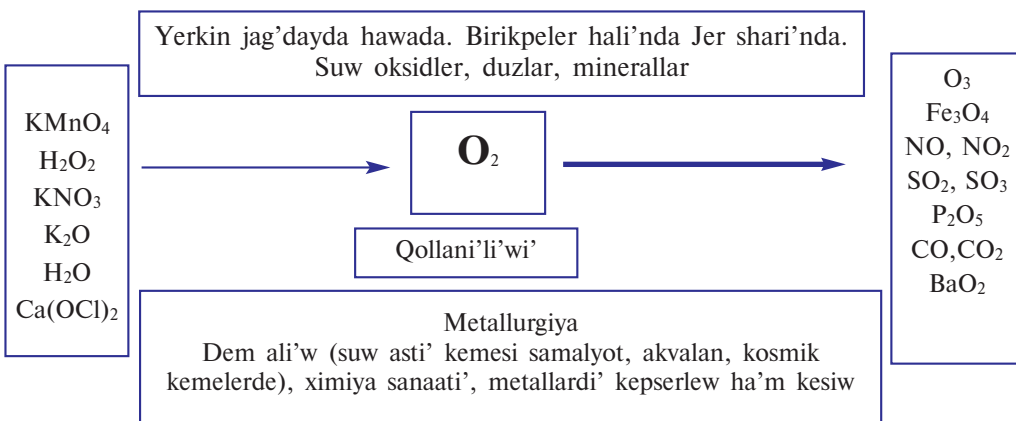 Yerkin jag'dayda hawada. Birikpeler hali'nda Jer shari'nda.
Suw oksidler, duzlar, minerallar
KMnO₄
H₂O₂
KNO₃
K₂O
H₂O
Ca(OCl)₂
O₂
Qollani'li'wi'
O₃
Fe₃O₄
NO, NO₂
SO₂, SO₃
P₂O₅
CO,CO₂
BaO₂
Metallurgiya
Dem ali'w (suw asti' kemesi samalyot, akvalan, kosmik
kemelerde), ximiya sanaati', metallardi' kepserlew ha'm kesiw